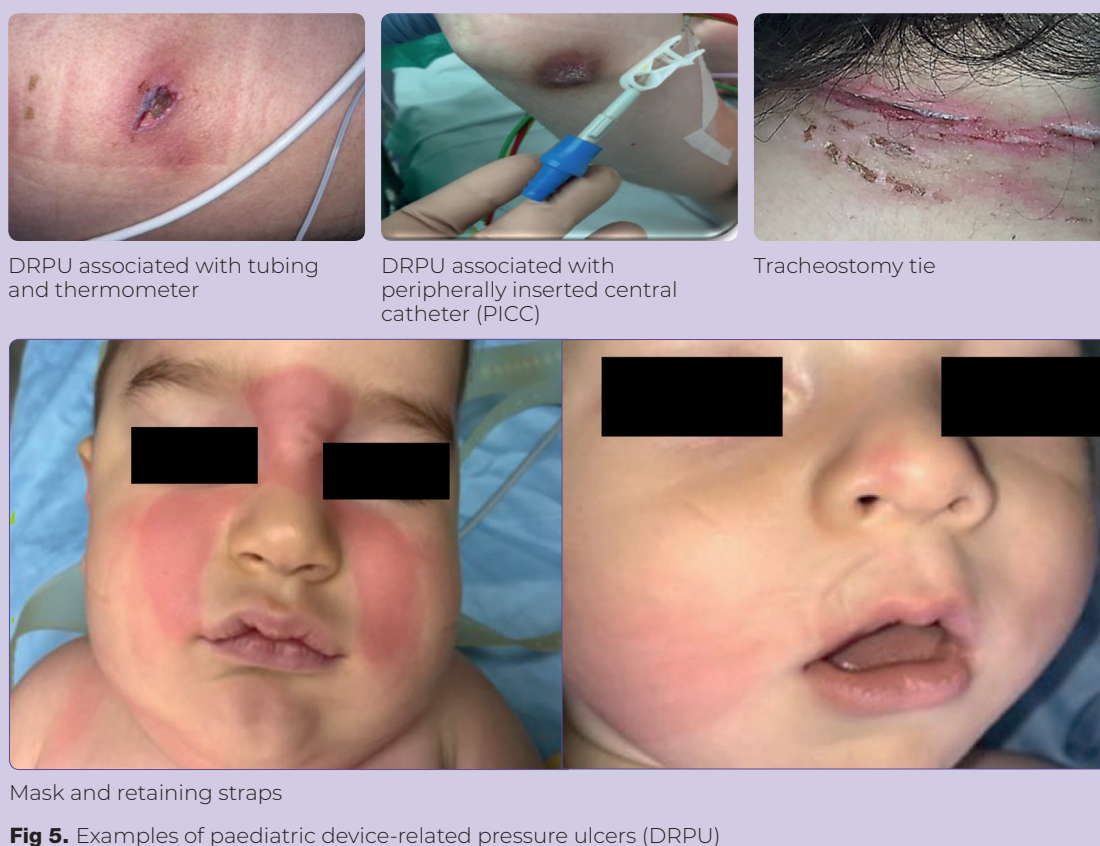 DRPU associated with tubing
and thermometer
DRPU associated with
peripherally inserted central
catheter (PICC)
Tracheostomy tie
Mask and retaining straps
Fig 5. Examples of paediatric device-related pressure ulcers (DRPU)